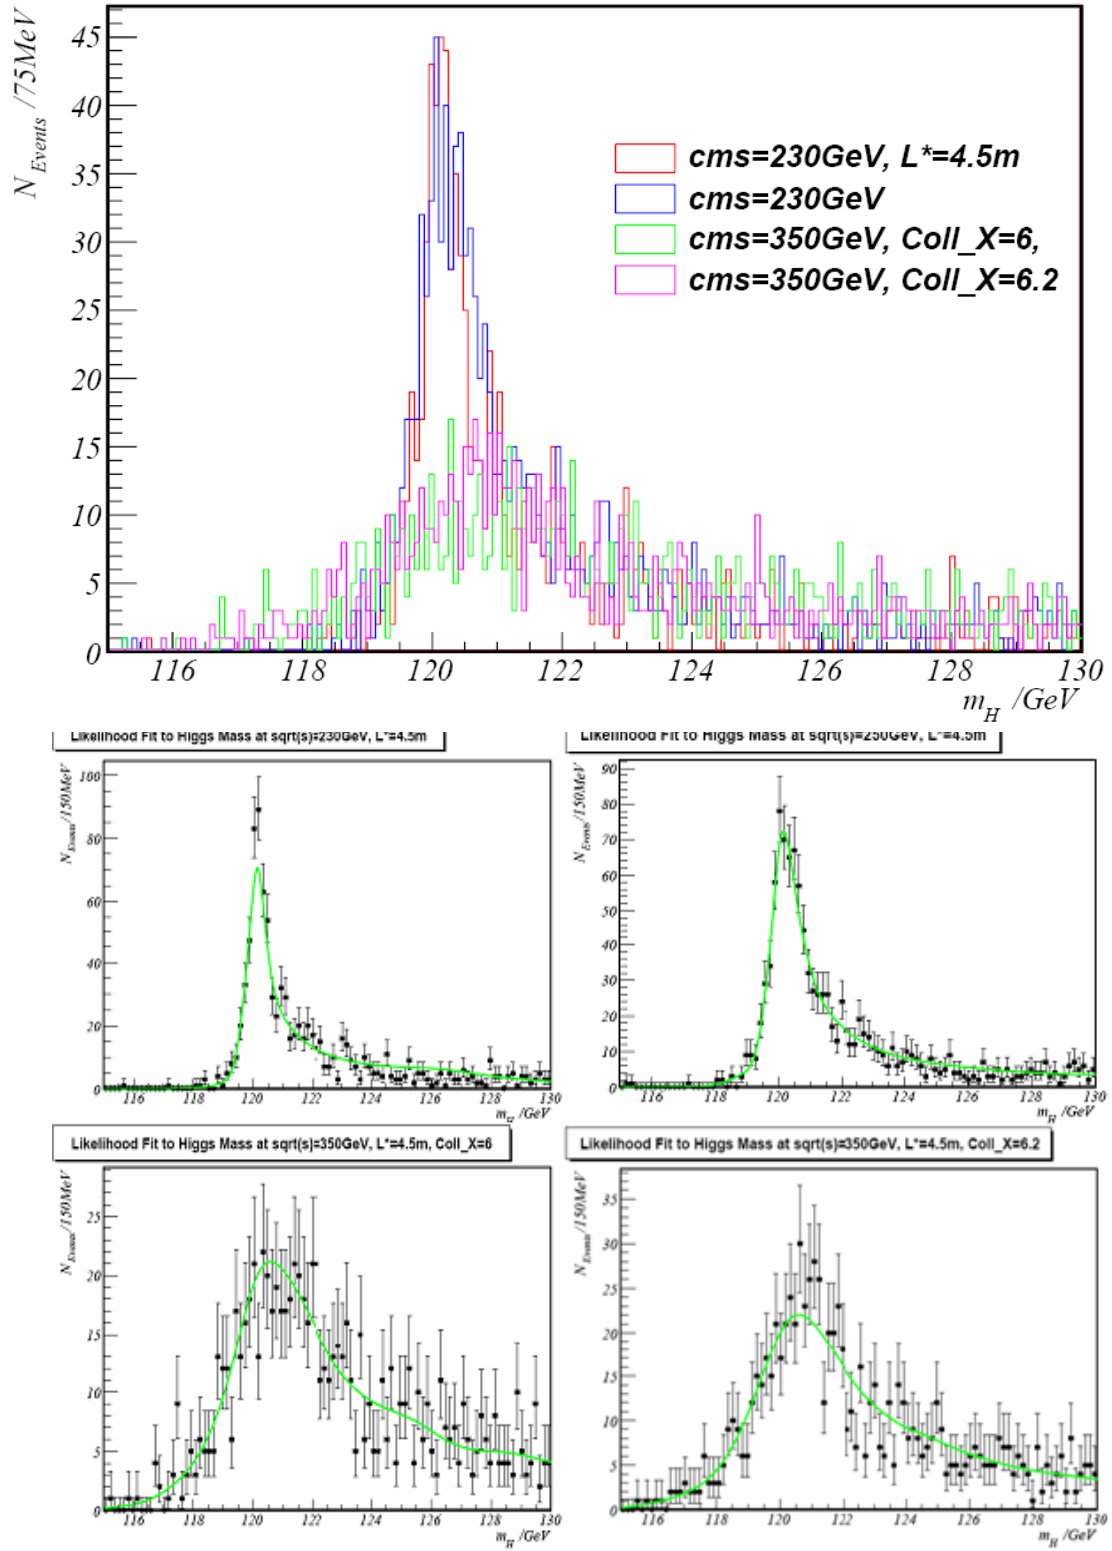 N Events /75MeV
45
40
35
30
25
20
15
10
5
0
cms=230GeV, L*=4.5m
cms=230GeV
cms=350GeV, Coll_X=6,
cms=350GeV, Coll_X=6.2
116 118 120 122 124 126 128 130
m_H /GeV
Likelihood Fit to Higgs Mass at sqrt(s)=230GeV, L*=4.5m
N Events/150MeV
100
80
60
40
20
0
116 118 120 122 124 126 128 130
m_H /GeV
Likelihood Fit to Higgs Mass at sqrt(s)=250GeV, L*=4.5m
N Events/150MeV
90
80
70
60
50
40
30
20
10
0
116 118 120 122 124 126 128 130
m_H /GeV
Likelihood Fit to Higgs Mass at sqrt(s)=350GeV, L*=4.5m, Coll_X=6
N Events/150MeV
25
20
15
10
5
0
116 118 120 122 124 126 128 130
m_H /GeV
Likelihood Fit to Higgs Mass at sqrt(s)=350GeV, L*=4.5m, Coll_X=6.2
N Events/150MeV
35
30
25
20
15
10
5
0
116 118 120 122 124 126 128 130
m_H /GeV